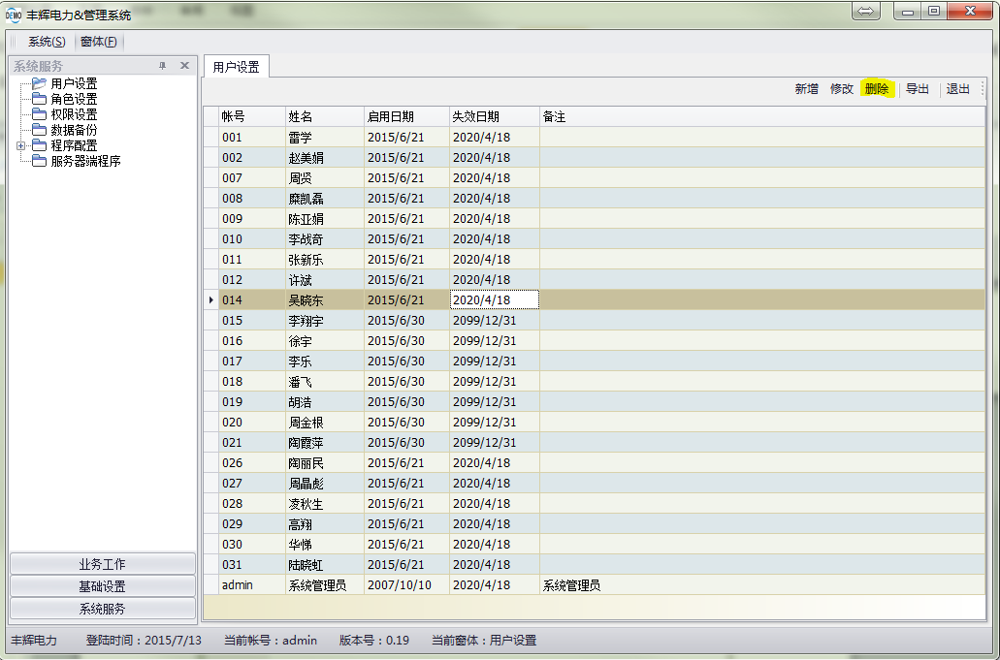 DEMO 丰辉电力&管理系统
系统(S) 窗体(F)
系统服务
用户设置
角色设置
权限设置
数据备份
程序配置
服务器端程序
业务工作
基础设置
系统服务
用户设置
新增 修改 删除 导出 退出
帐号 姓名 启用日期 失效日期 备注
001 雷学 2015/6/21 2020/4/18
002 赵美娟 2015/6/21 2020/4/18
007 周贤 2015/6/21 2020/4/18
008 糜凯磊 2015/6/21 2020/4/18
009 陈亚娟 2015/6/21 2020/4/18
010 李战奇 2015/6/21 2020/4/18
011 张新乐 2015/6/21 2020/4/18
012 许斌 2015/6/21 2020/4/18
014 吴晓东 2015/6/21 2020/4/18
015 李翔宇 2015/6/30 2099/12/31
016 徐宇 2015/6/30 2099/12/31
017 李乐 2015/6/30 2099/12/31
018 潘飞 2015/6/30 2099/12/31
019 胡浩 2015/6/30 2099/12/31
020 周金根 2015/6/30 2099/12/31
021 陶霞萍 2015/6/30 2099/12/31
026 陶丽民 2015/6/21 2020/4/18
027 周晶彪 2015/6/21 2020/4/18
028 凌秋生 2015/6/21 2020/4/18
029 高翔 2015/6/21 2020/4/18
030 华悌 2015/6/21 2020/4/18
031 陆晓虹 2015/6/21 2020/4/18
admin 系统管理员 2007/10/10 2020/4/18 系统管理员
丰辉电力 登陆时间：2015/7/13 当前帐号：admin 版本号：0.19 当前窗体：用户设置